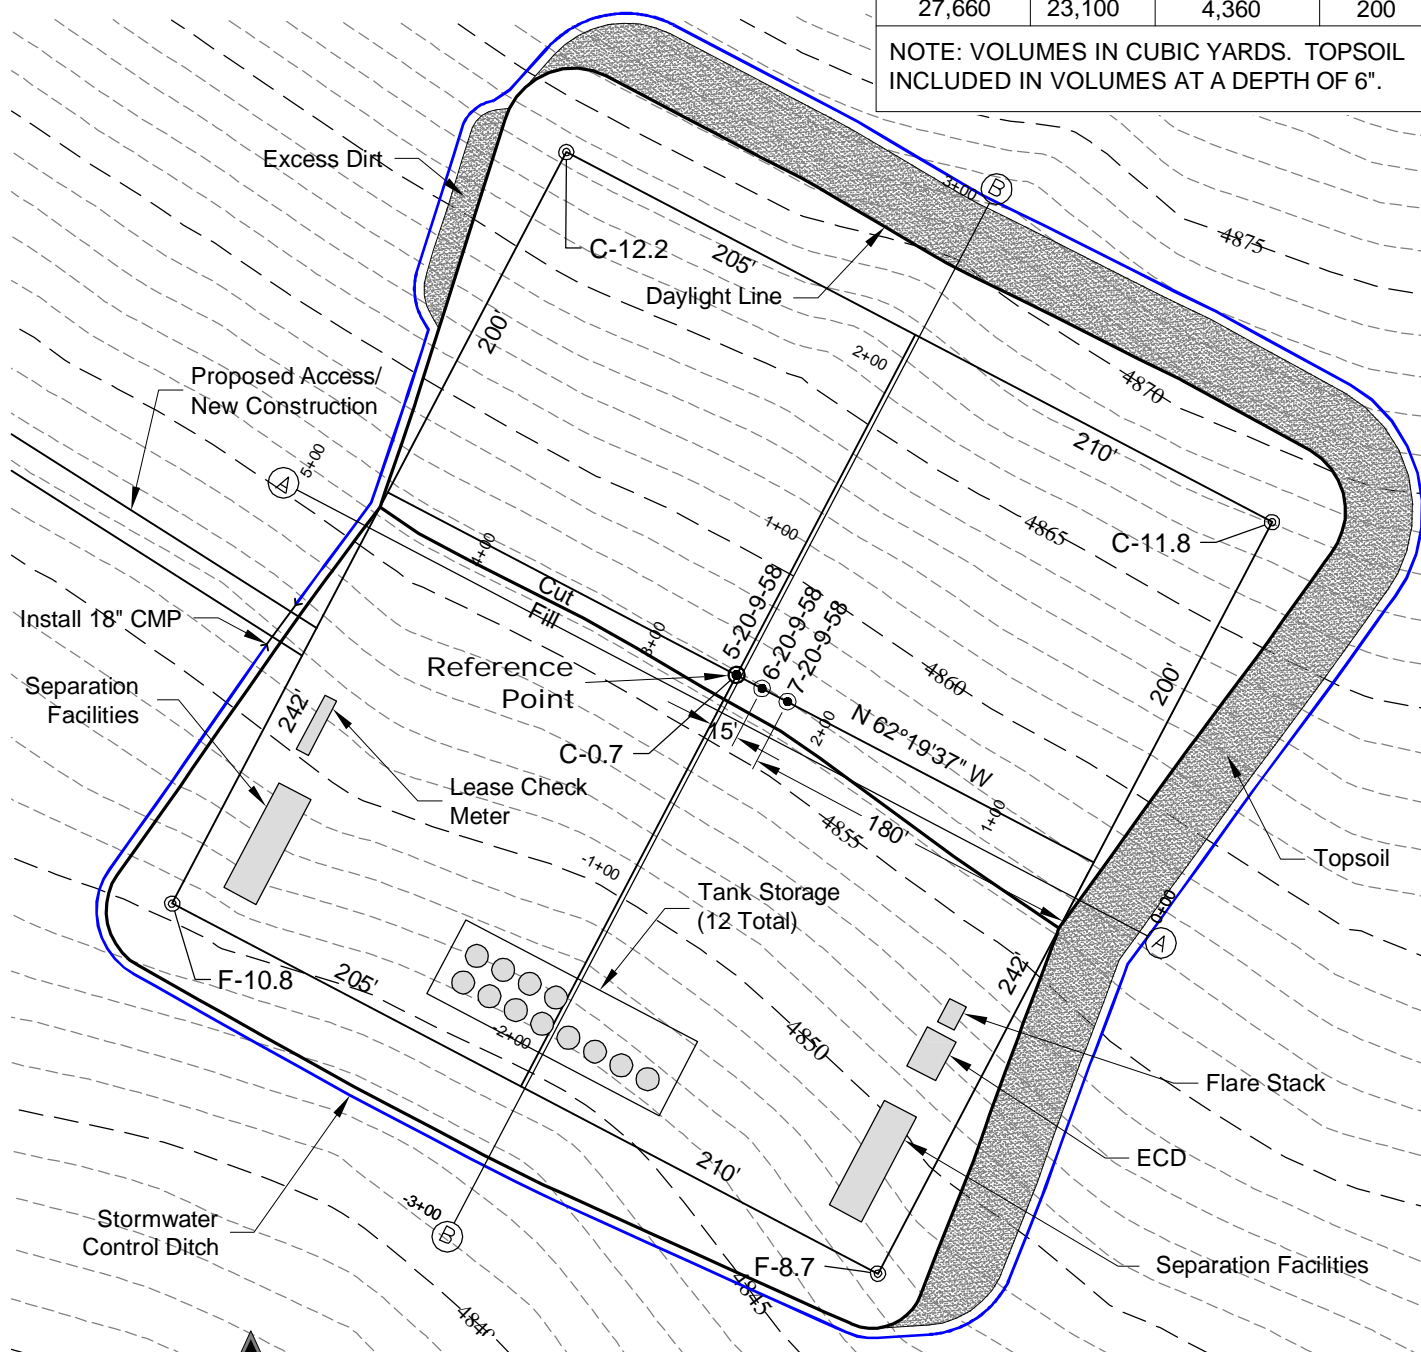 27,660 23,100 4,360 200
NOTE: VOLUMES IN CUBIC YARDS. TOPSOIL
INCLUDED IN VOLUMES AT A DEPTH OF 6".
Excess Dirt
C-12.2
205'
Daylight Line
3+00
B
4875
200'
2+00
4870
Proposed Access/
New Construction
A
5+00
210'
4865
C-11.8
1+00
4+00
Cut
Fill
3+00
Install 18" CMP
5-20-9-58
6-20-9-58
7-20-9-58
Reference
Point
4860
200'
Separation
Facilities
242'
15'
2+00
N 62°19'37" W
C-0.7
Lease Check
Meter
4855
180'
1+00
Topsoil
-1+00
Tank Storage
(12 Total)
0+00
A
F-10.8
205'
242'
-2+00
4850
Flare Stack
ECD
210'
-3+00
B
Stormwater
Control Ditch
F-8.7
Separation Facilities
4845
4840